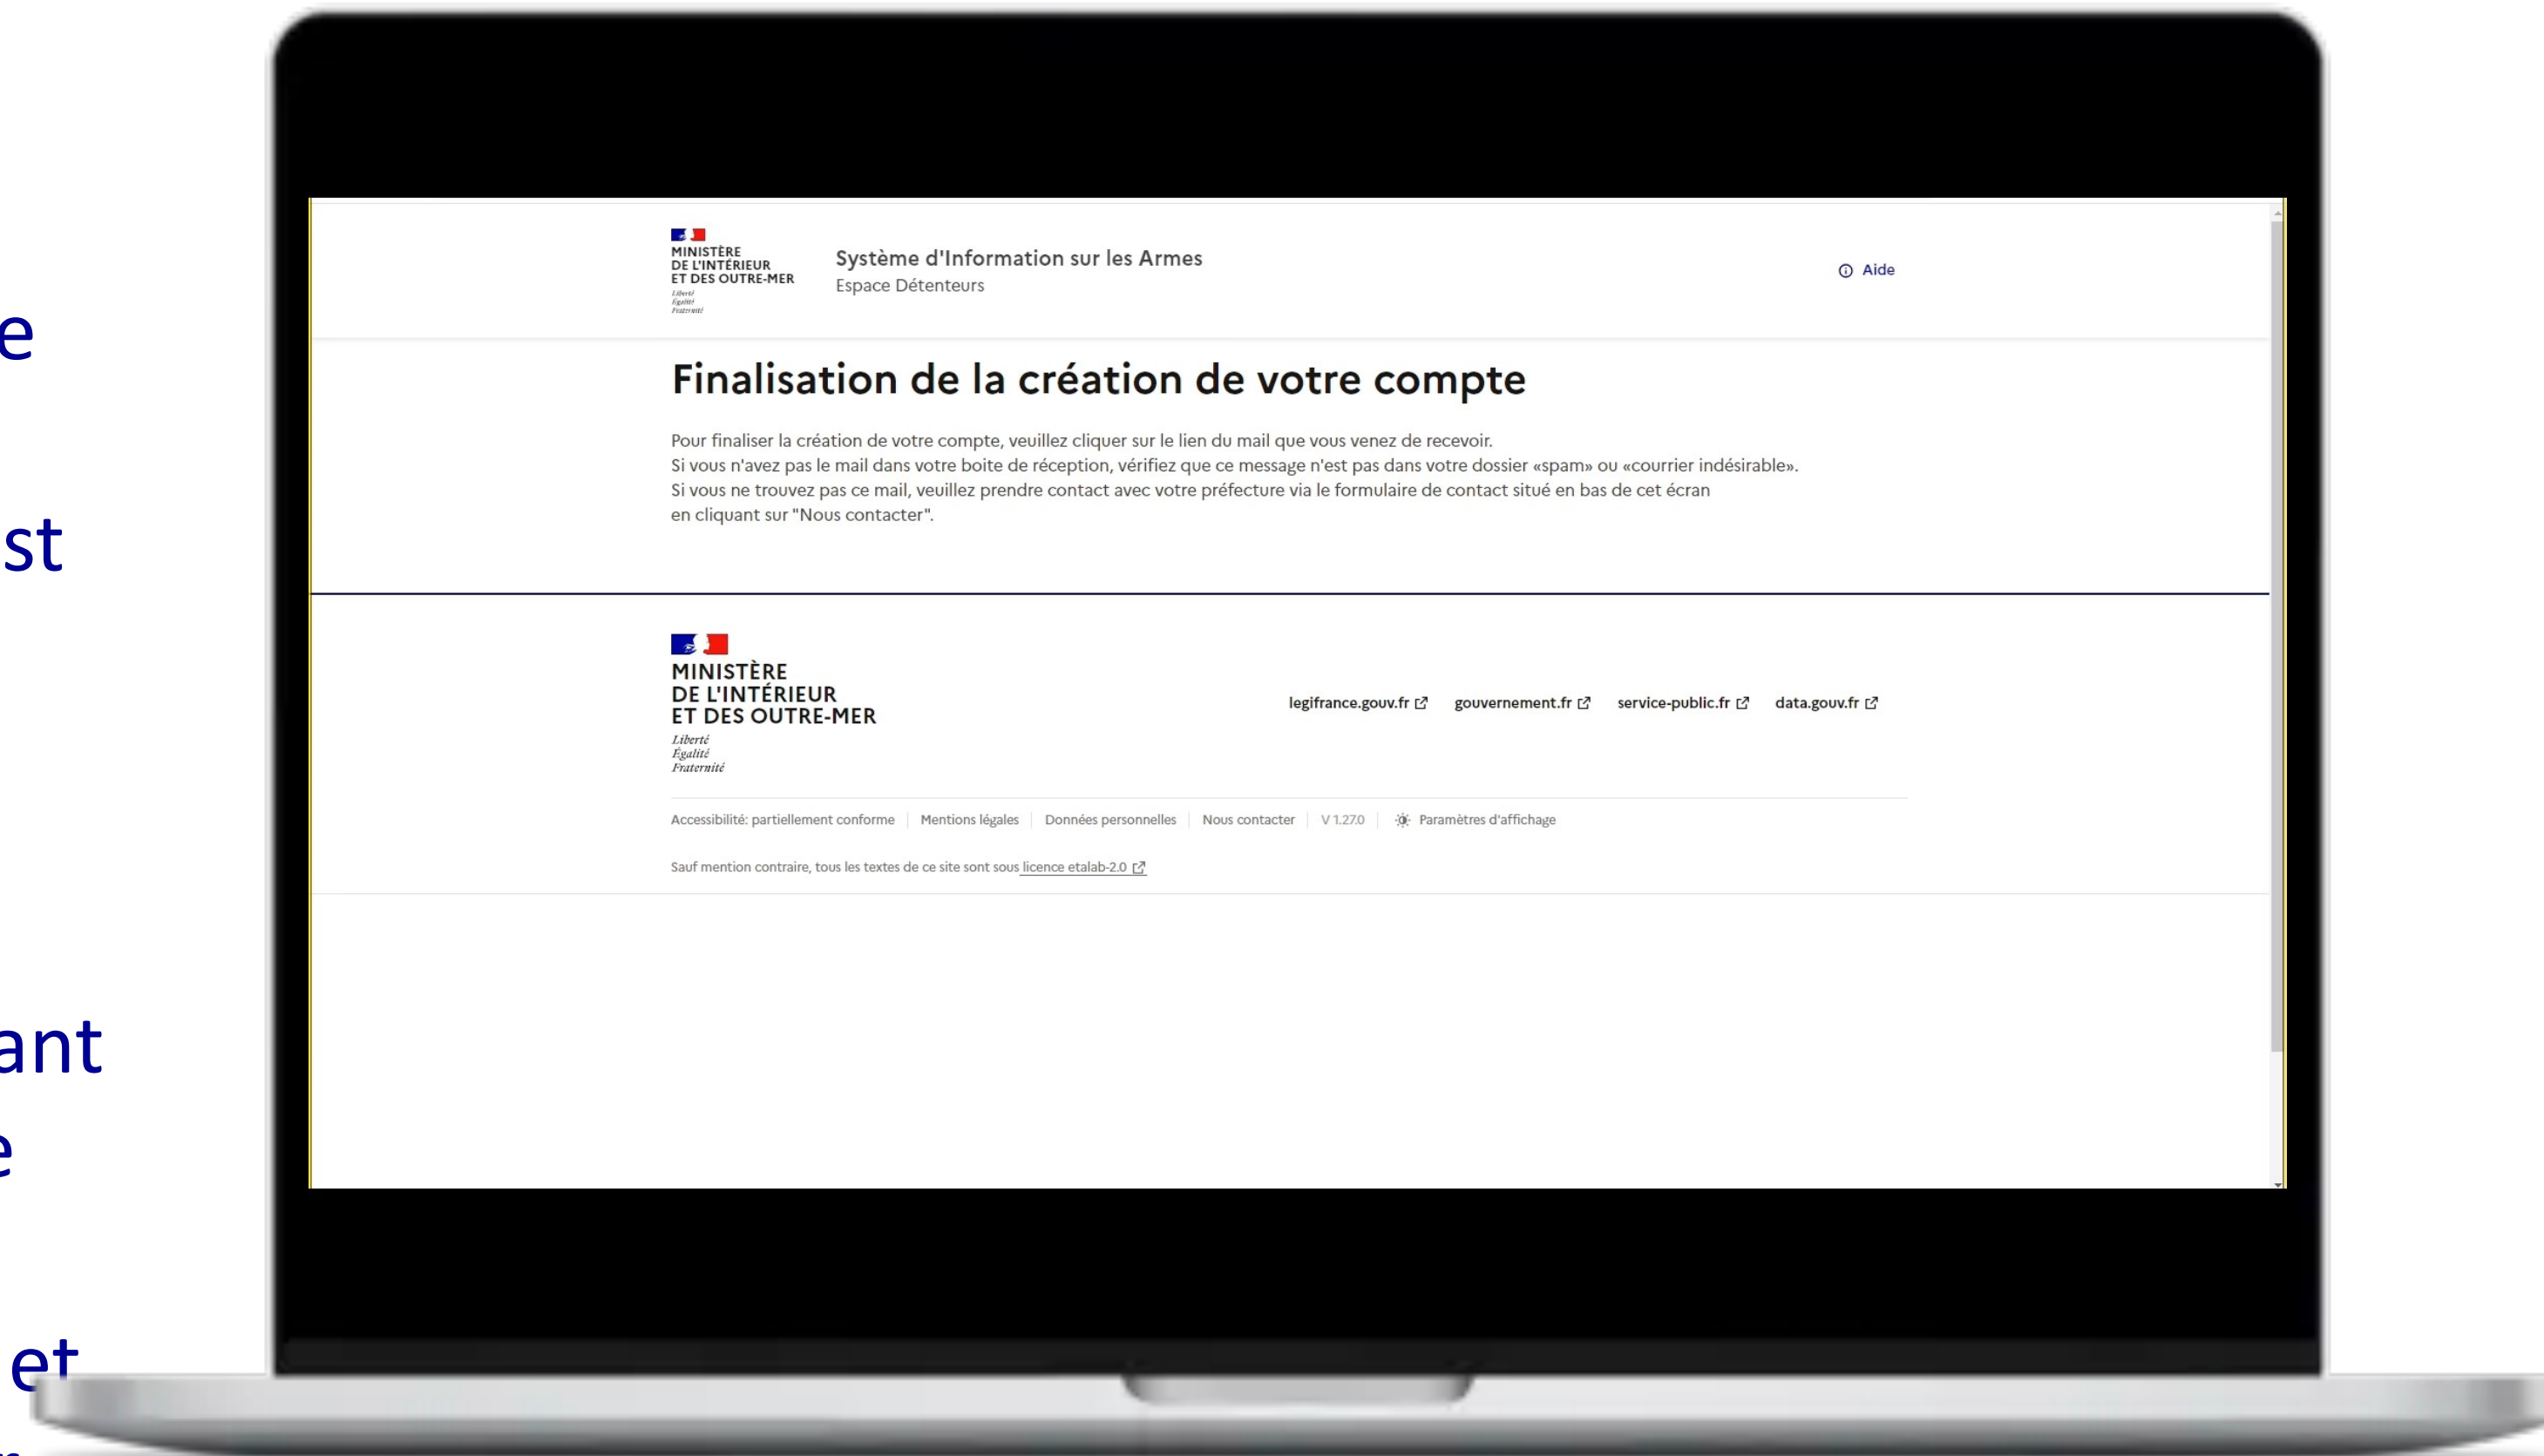 e
st
ant
e
et
MINISTÈRE
DE L'INTÉRIEUR
ET DES OUTRE-MER
Liberté
Égalité
Fraternité
Système d'Information sur les Armes
Espace Détenteurs
Aide
Finalisation de la création de votre compte
Pour finaliser la création de votre compte, veuillez cliquer sur le lien du mail que vous venez de recevoir.
Si vous n'avez pas le mail dans votre boite de réception, vérifiez que ce message n'est pas dans votre dossier «spam» ou «courrier indésirable».
Si vous ne trouvez pas ce mail, veuillez prendre contact avec votre préfecture via le formulaire de contact situé en bas de cet écran
en cliquant sur "Nous contacter".
MINISTÈRE
DE L'INTÉRIEUR
ET DES OUTRE-MER
Liberté
Égalité
Fraternité
legifrance.gouv.fr gouvernement.fr service-public.fr data.gouv.fr
Accessibilité: partiellement conforme Mentions légales Données personnelles Nous contacter V 1.27.0 Paramètres d'affichage
Sauf mention contraire, tous les textes de ce site sont sous licence etalab-2.0